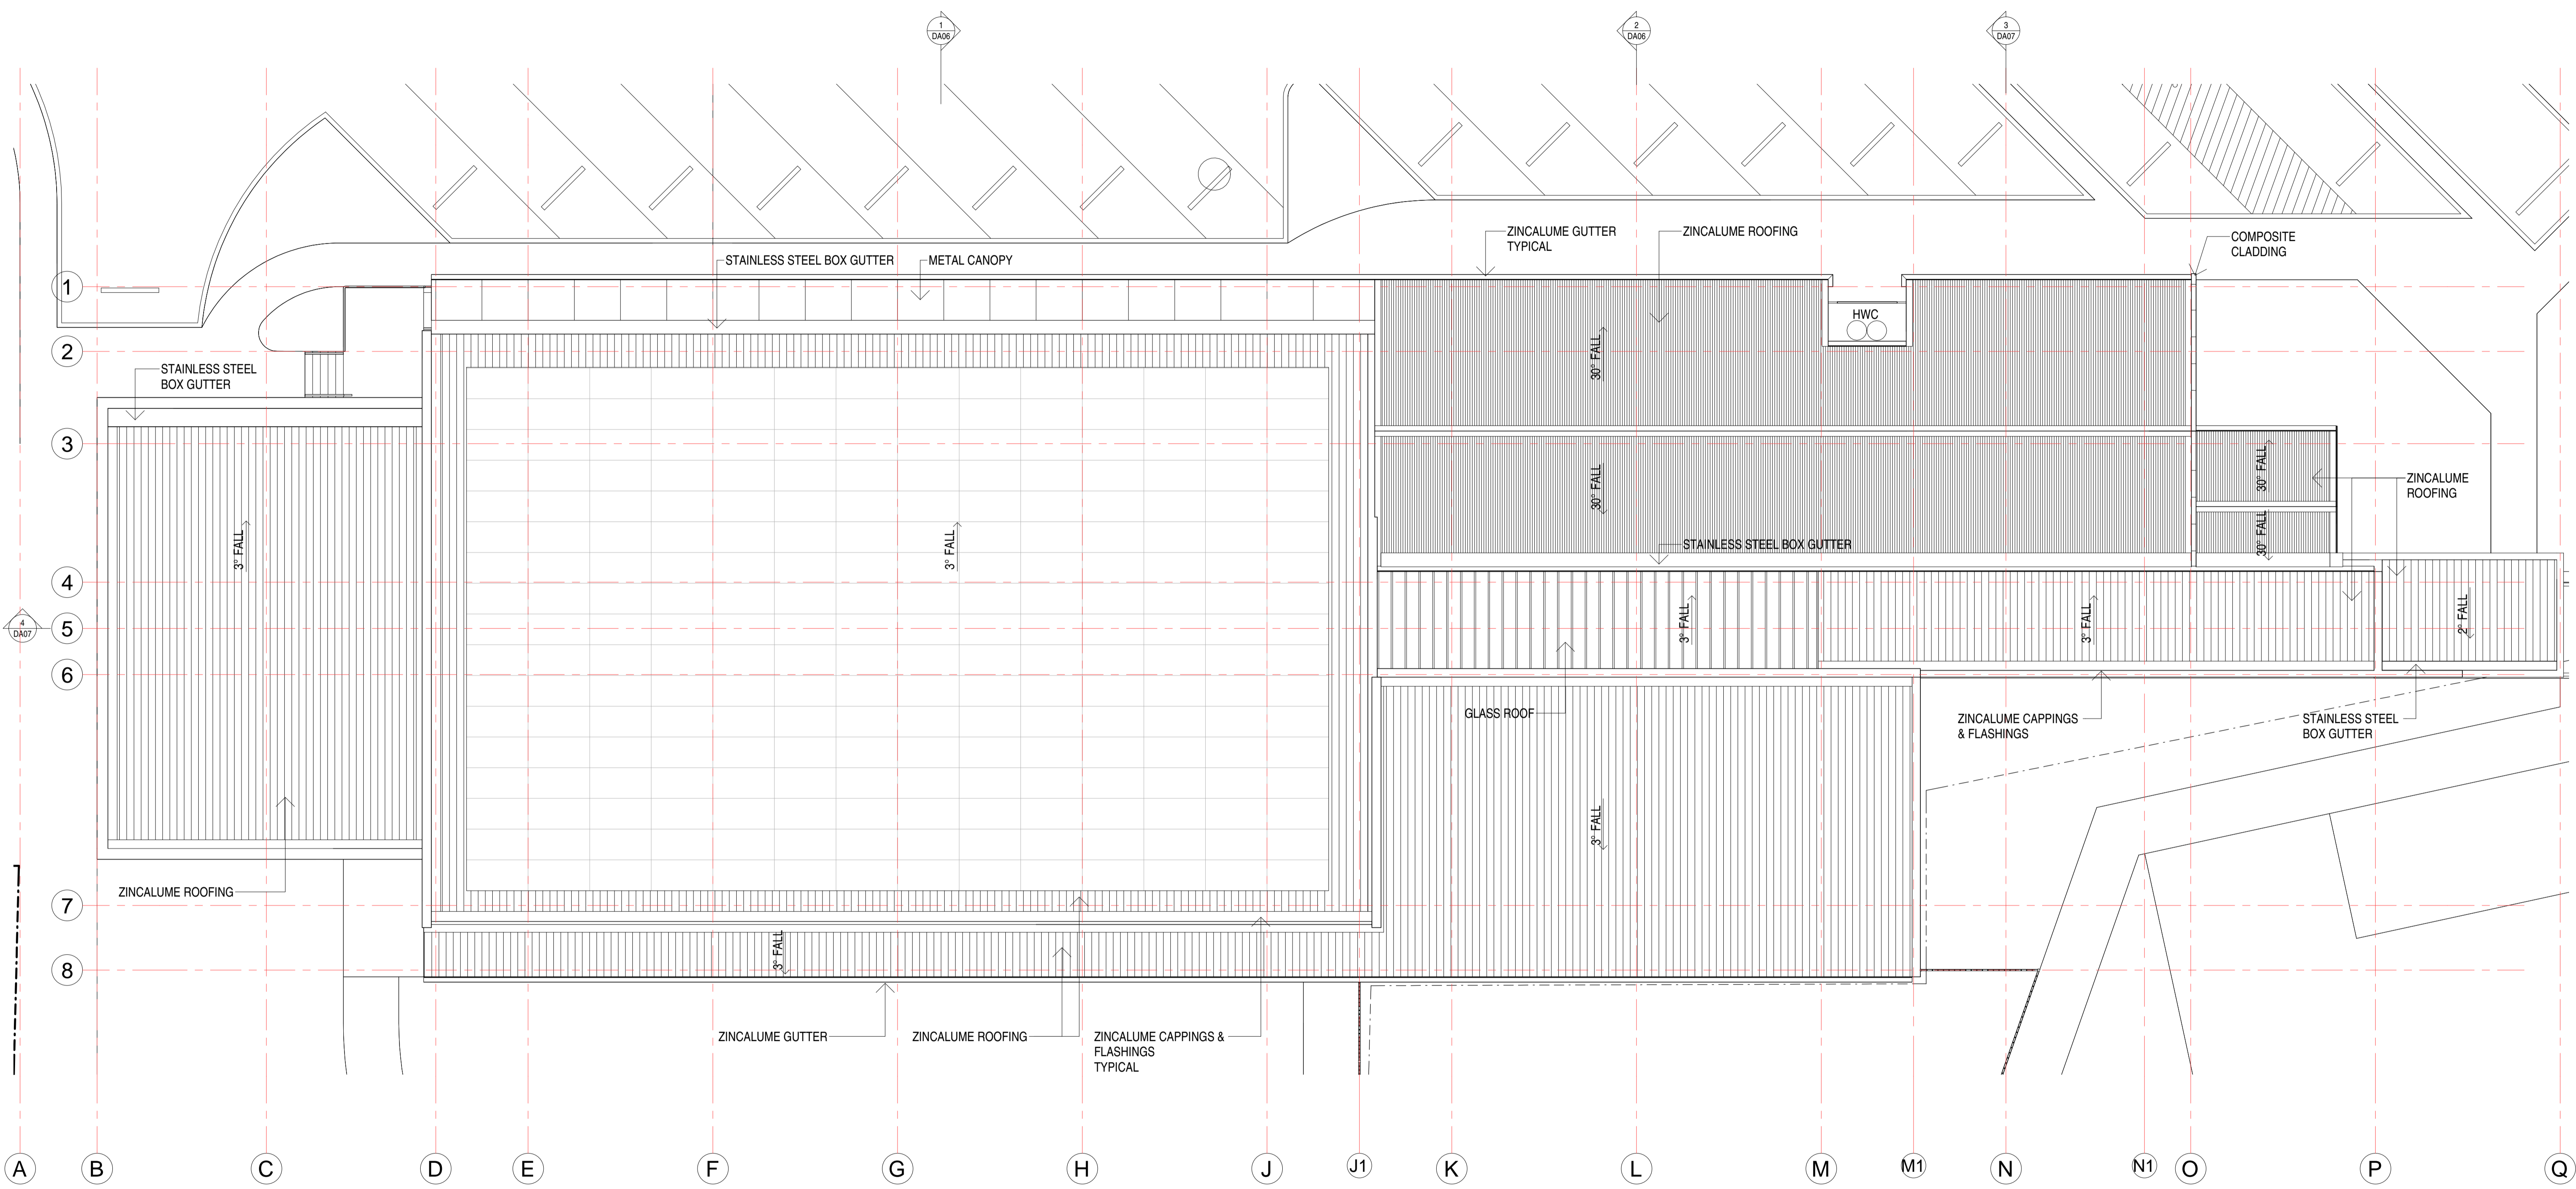 1
DA06
2
DA06
3
DA07
ZINCALUME GUTTER
TYPICAL
ZINCALUME ROOFING
COMPOSITE
CLADDING
STAINLESS STEEL BOX GUTTER
METAL CANOPY
1
HWC
2
30° FALL
STAINLESS STEEL
BOX GUTTER
3
30° FALL
30° FALL
ZINCALUME
ROOFING
3° FALL
3° FALL
STAINLESS STEEL BOX GUTTER
30° FALL
4
4
DA07
5
3° FALL
3° FALL
2° FALL
6
GLASS ROOF
ZINCALUME CAPPINGS
& FLASHINGS
STAINLESS STEEL
BOX GUTTER
3° FALL
ZINCALUME ROOFING
7
3° FALL
8
ZINCALUME GUTTER
ZINCALUME ROOFING
ZINCALUME CAPPINGS &
FLASHINGS
TYPICAL
A
B
C
D
E
F
G
H
J
J1
K
L
M
M1
N
N1
O
P
Q